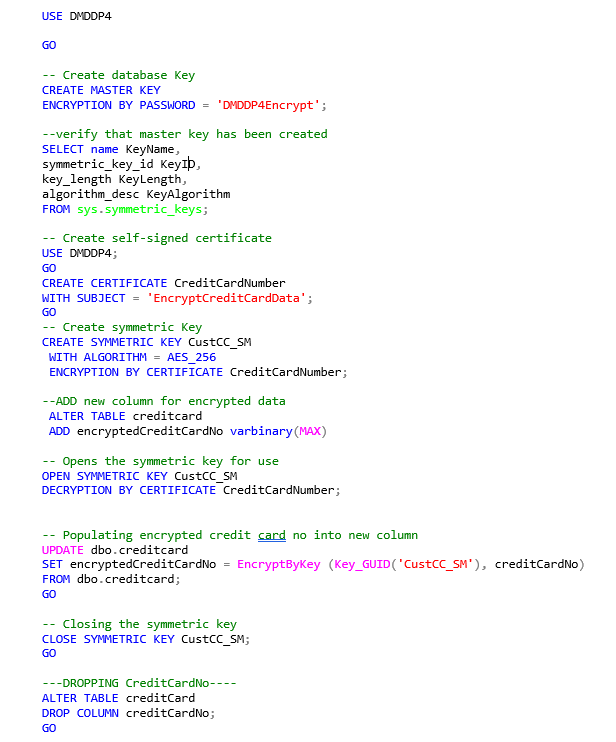 USE DMDDP4
GO
-- Create database Key
CREATE MASTER KEY
ENCRYPTION BY PASSWORD = 'DMDDP4Encrypt';
--verify that master key has been created
SELECT name KeyName,
symmetric_key_id KeyID,
key_length KeyLength,
algorithm_desc KeyAlgorithm
FROM sys.symmetric_keys;
-- Create self-signed certificate
USE DMDDP4;
GO
CREATE CERTIFICATE CreditCardNumber
WITH SUBJECT = 'EncryptCreditCardData';
GO
-- Create symmetric Key
CREATE SYMMETRIC KEY CustCC_SM
WITH ALGORITHM = AES_256
ENCRYPTION BY CERTIFICATE CreditCardNumber;
--ADD new column for encrypted data
ALTER TABLE creditcard
ADD encryptedCreditCardNo varbinary(MAX)
-- Opens the symmetric key for use
OPEN SYMMETRIC KEY CustCC_SM
DECRYPTION BY CERTIFICATE CreditCardNumber;
-- Populating encrypted credit card no into new column
UPDATE dbo.creditcard
SET encryptedCreditCardNo = EncryptByKey (Key_GUID('CustCC_SM'), creditCardNo)
FROM dbo.creditcard;
GO
-- Closing the symmetric key
CLOSE SYMMETRIC KEY CustCC_SM;
GO
---DROPPING CreditCardNo----
ALTER TABLE creditCard
DROP COLUMN creditCardNo;
GO